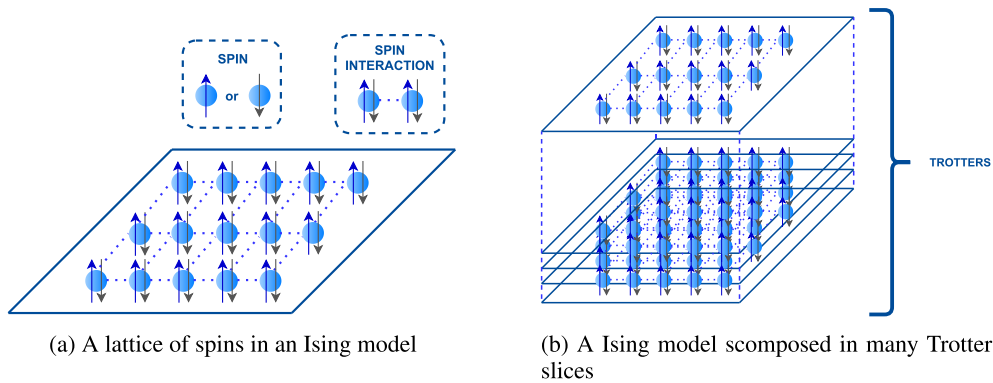 SPIN
or
SPIN
INTERACTION
(a) A lattice of spins in an Ising model
TROTTERS
(b) A Ising model scomposed in many Trotter
slices